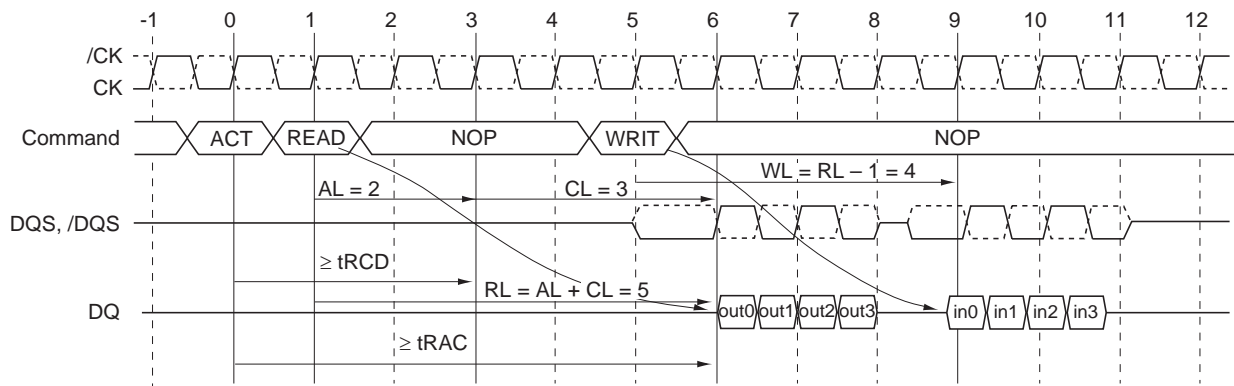 -1 0 1 2 3 4 5 6 7 8 9 10 11 12
/CK
CK
Command ACT READ NOP WRIT NOP
WL = RL – 1 = 4
AL = 2 CL = 3
DQS, /DQS
≥ tRCD
RL = AL + CL = 5
DQ out0 out1 out2 out3 in0 in1 in2 in3
≥ tRAC